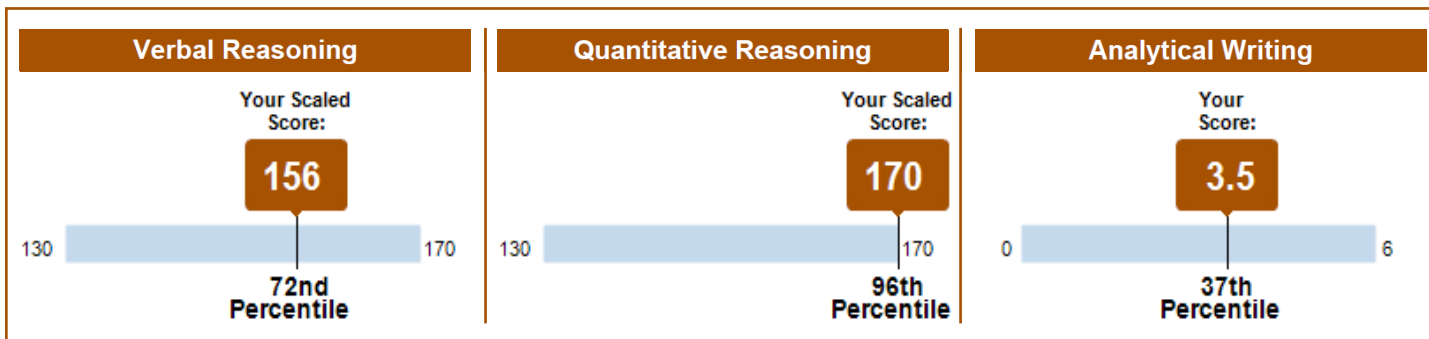 Verbal Reasoning
Your Scaled
Score:
156
130
170
72nd
Percentile
Quantitative Reasoning
Your Scaled
Score:
170
130
170
96th
Percentile
Analytical Writing
Your
Score:
3.5
0
6
37th
Percentile